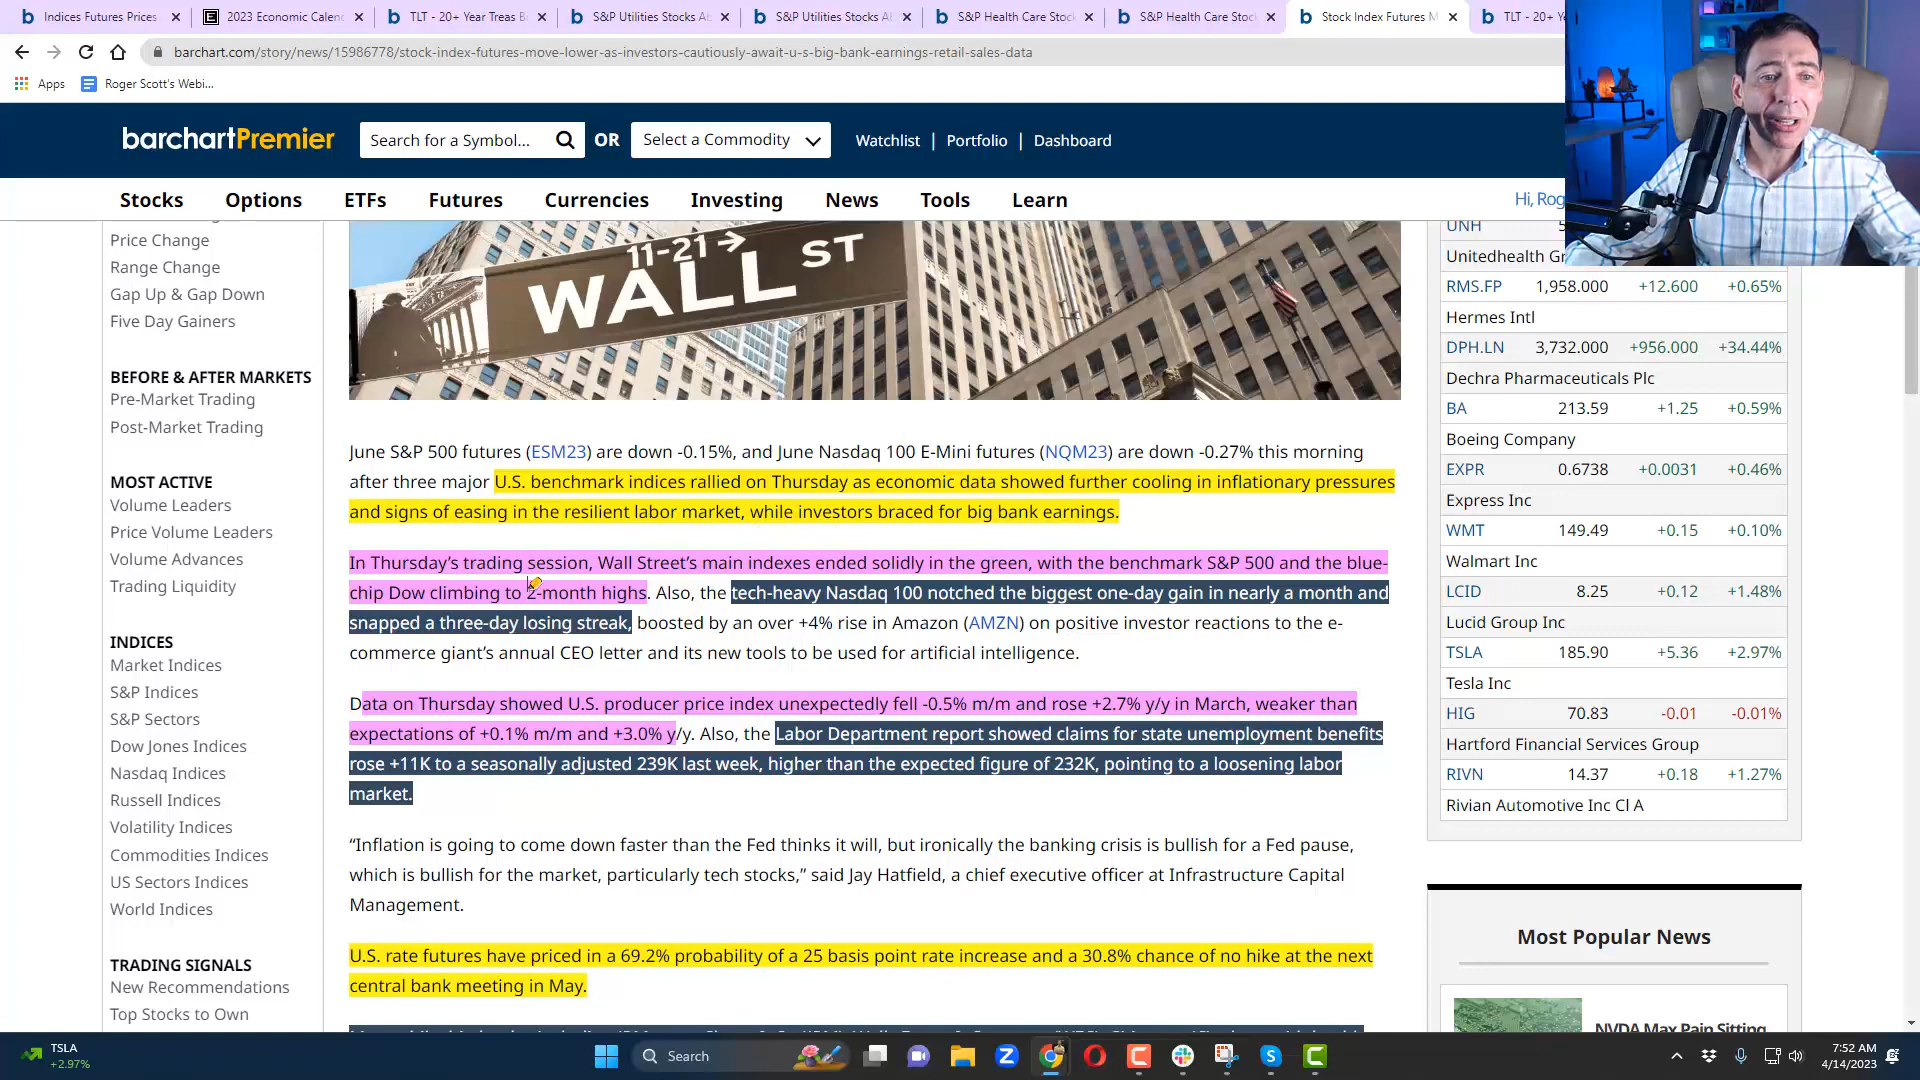 Indices Futures Prices
2023 Economic Calend
TLT - 20+ Year Treas B
S&P Utilities Stocks A
S&P Utilities Stocks A
S&P Health Care Stoc
S&P Health Care Stoc
Stock Index Futures M
TLT - 20+ Ye
barchart.com/story/news/15986778/stock-index-futures-move-lower-as-investors-cautiously-await-u-s-big-bank-earnings-retail-sales-data
Apps
Roger Scott's Webi...
barchartPremier
Search for a Symbol...
OR
Select a Commodity
Watchlist | Portfolio | Dashboard
Stocks Options ETFs Futures Currencies Investing News Tools Learn
Hi, Rog
Price Change
Range Change
Gap Up & Gap Down
Five Day Gainers
BEFORE & AFTER MARKETS
Pre-Market Trading
Post-Market Trading
MOST ACTIVE
Volume Leaders
Price Volume Leaders
Volume Advances
Trading Liquidity
INDICES
Market Indices
S&P Indices
S&P Sectors
Dow Jones Indices
Nasdaq Indices
Russell Indices
Volatility Indices
Commodities Indices
US Sectors Indices
World Indices
TRADING SIGNALS
New Recommendations
Top Stocks to Own
11-21
WALL ST
June S&P 500 futures (ESM23) are down -0.15%, and June Nasdaq 100 E-Mini futures (NQM23) are down -0.27% this morning
after three major U.S. benchmark indices rallied on Thursday as economic data showed further cooling in inflationary pressures
and signs of easing in the resilient labor market, while investors braced for big bank earnings.
In Thursday’s trading session, Wall Street’s main indexes ended solidly in the green, with the benchmark S&P 500 and the blue-
chip Dow climbing to 2-month highs. Also, the tech-heavy Nasdaq 100 notched the biggest one-day gain in nearly a month and
snapped a three-day losing streak, boosted by an over +4% rise in Amazon (AMZN) on positive investor reactions to the e-
commerce giant’s annual CEO letter and its new tools to be used for artificial intelligence.
Data on Thursday showed U.S. producer price index unexpectedly fell -0.5% m/m and rose +2.7% y/y in March, weaker than
expectations of +0.1% m/m and +3.0% y/y. Also, the Labor Department report showed claims for state unemployment benefits
rose +11K to a seasonally adjusted 239K last week, higher than the expected figure of 232K, pointing to a loosening labor
market.
“Inflation is going to come down faster than the Fed thinks it will, but ironically the banking crisis is bullish for a Fed pause,
which is bullish for the market, particularly tech stocks,” said Jay Hatfield, a chief executive officer at Infrastructure Capital
Management.
U.S. rate futures have priced in a 69.2% probability of a 25 basis point rate increase and a 30.8% chance of no hike at the next
central bank meeting in May.
UNH 5
Unitedhealth Gr
RMS.FP 1,958.000 +12.600 +0.65%
Hermes Intl
DPH.LN 3,732.000 +956.000 +34.44%
Dechra Pharmaceuticals Plc
BA 213.59 +1.25 +0.59%
Boeing Company
EXPR 0.6738 +0.0031 +0.46%
Express Inc
WMT 149.49 +0.15 +0.10%
Walmart Inc
LCID 8.25 +0.12 +1.48%
Lucid Group Inc
TSLA 185.90 +5.36 +2.97%
Tesla Inc
HIG 70.83 -0.01 -0.01%
Hartford Financial Services Group
RIVN 14.37 +0.18 +1.27%
Rivian Automotive Inc Cl A
Most Popular News
NVDA Max Pain Sitting
TSLA
+2.97%
Search
7:52 AM
4/14/2023